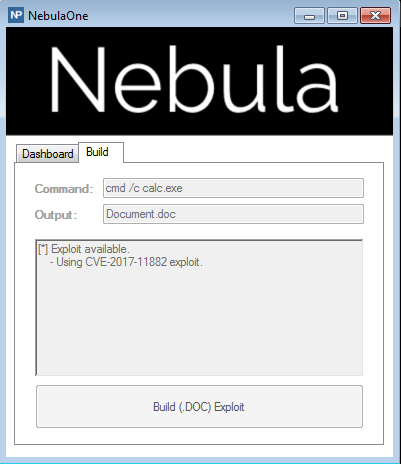 NP NebulaOne
Nebula
Dashboard Build
Command: cmd /c calc.exe
Output: Document.doc
[*] Exploit available.
- Using CVE-2017-11882 exploit.
Build (.DOC) Exploit